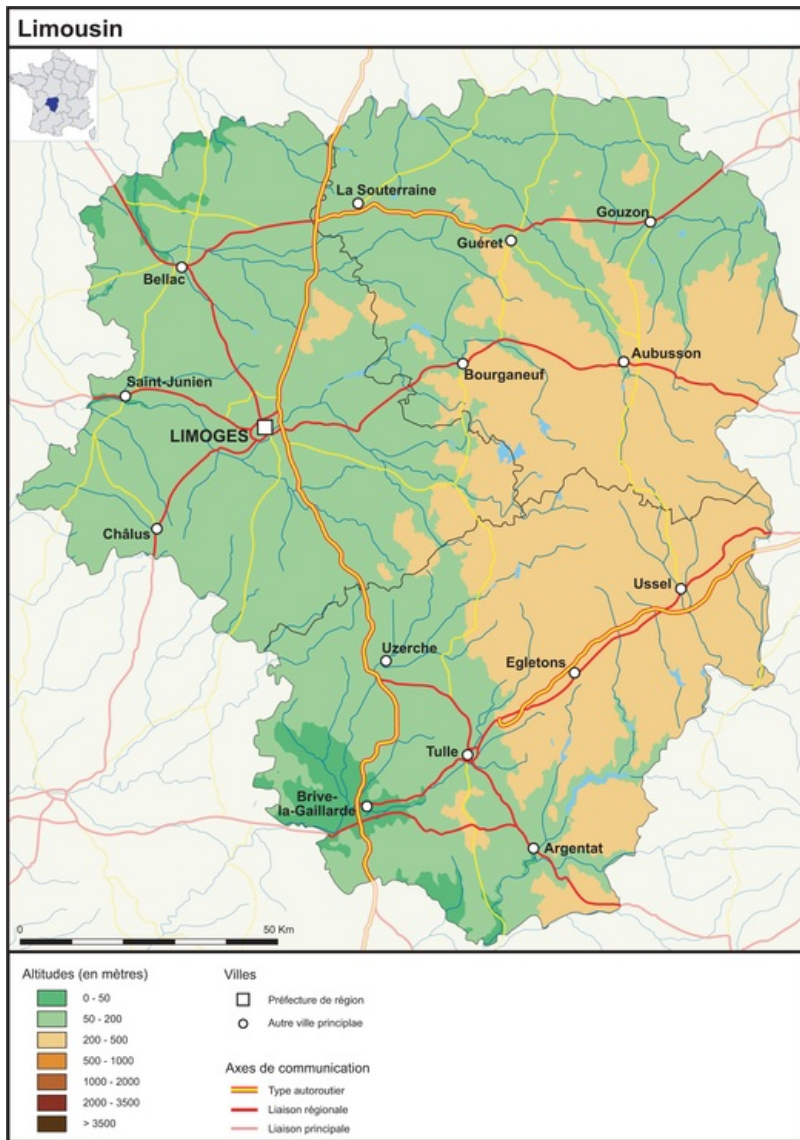 Limousin
La Souterraine
Gouzon
Guéret
Bellac
Aubusson
Bourganeuf
Saint-Junien
LIMOGES
Châlus
Ussel
Uzerche
Egletons
Tulle
Brive-
la-Gaillarde
Argentat
0 50 Km
Altitudes (en mètres)
0 - 50
50 - 200
200 - 500
500 - 1000
1000 - 2000
2000 - 3500
> 3500
Villes
Préfecture de région
Autre ville principlae
Axes de communication
Type autoroutier
Liaison régionale
Liaison principale